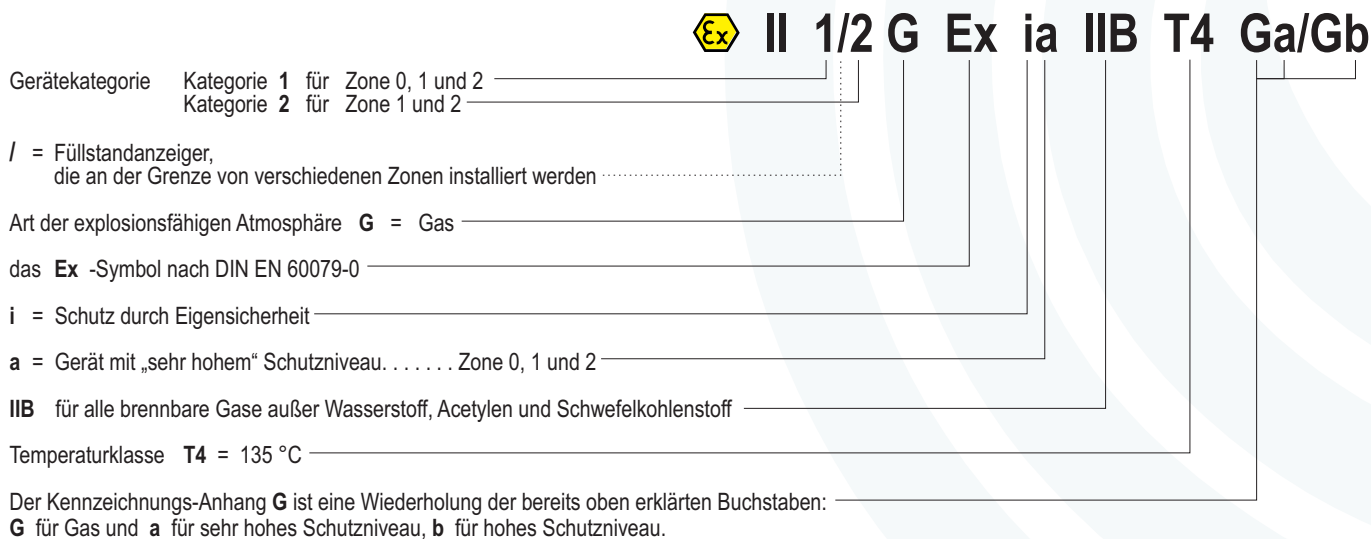 Ex II 1/2 G Ex ia IIB T4 Ga/Gb
Gerätekategorie Kategorie 1 für Zone 0, 1 und 2
Kategorie 2 für Zone 1 und 2
/ = Füllstandanzeiger,
die an der Grenze von verschiedenen Zonen installiert werden
Art der explosionsfähigen Atmosphäre G = Gas
das Ex -Symbol nach DIN EN 60079-0
i = Schutz durch Eigensicherheit
a = Gerät mit „sehr hohem“ Schutzniveau. . . . . . . Zone 0, 1 und 2
IIB für alle brennbare Gase außer Wasserstoff, Acetylen und Schwefelkohlenstoff
Temperaturklasse T4 = 135 °C
Der Kennzeichnungs-Anhang G ist eine Wiederholung der bereits oben erklärten Buchstaben:
G für Gas und a für sehr hohes Schutzniveau, b für hohes Schutzniveau.